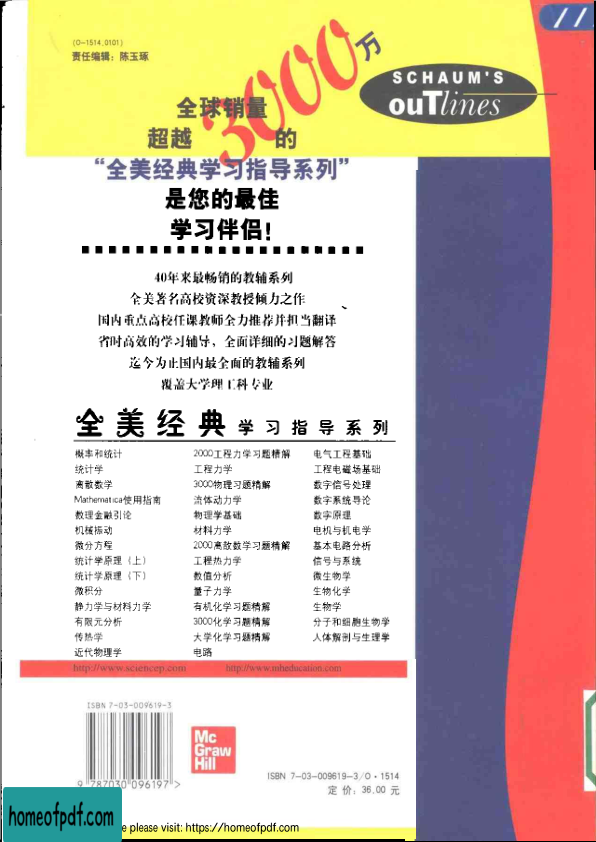 11
(O-1514.0101)
责任编辑：陈玉琢
SCHAUM'S
ouTlines
全球销量
超越3000万的
“全美经典学习指导系列”
是您的最佳
学习伴侣!
40年来最畅销的教辅系列
全美著名高校资深教授倾力之作
国内重点高校任课教师全力推荐并担当翻译
省时高效的学习辅导，全面详细的习题解答
迄今为止国内最全面的教辅系列
覆盖大学理工科专业
全美经典学习指导系列
概率和统计
统计学
离散数学
Mathematica使用指南
数理金融引论
机械振动
微分方程
统计学原理（上）
统计学原理（下）
微积分
静力学与材料力学
有限元分析
传热学
近代物理学
2000工程力学习题精解
工程力学
3000物理习题精解
流体动力学
物理学基础
材料力学
2000离散数学习题精解
工程热力学
数值分析
量子力学
有机化学习题精解
3000化学习题精解
大学化学习题精解
电路
电气工程基础
工程电磁场基础
数字信号处理
数字系统导论
数字原理
电机与机电学
基本电路分析
信号与系统
微生物学
生物化学
生物学
分子和细胞生物学
人体解剖与生理学
http://www.sciencep.com
http://www.mheducation.com
ISBN 7-03-009619-3
9 787030 096197 >
Mc
Graw
Hill
ISBN 7-03-009619-3/O·1514
定 价：36.00 元
homeofpdf.com
e please visit: https://homeofpdf.com